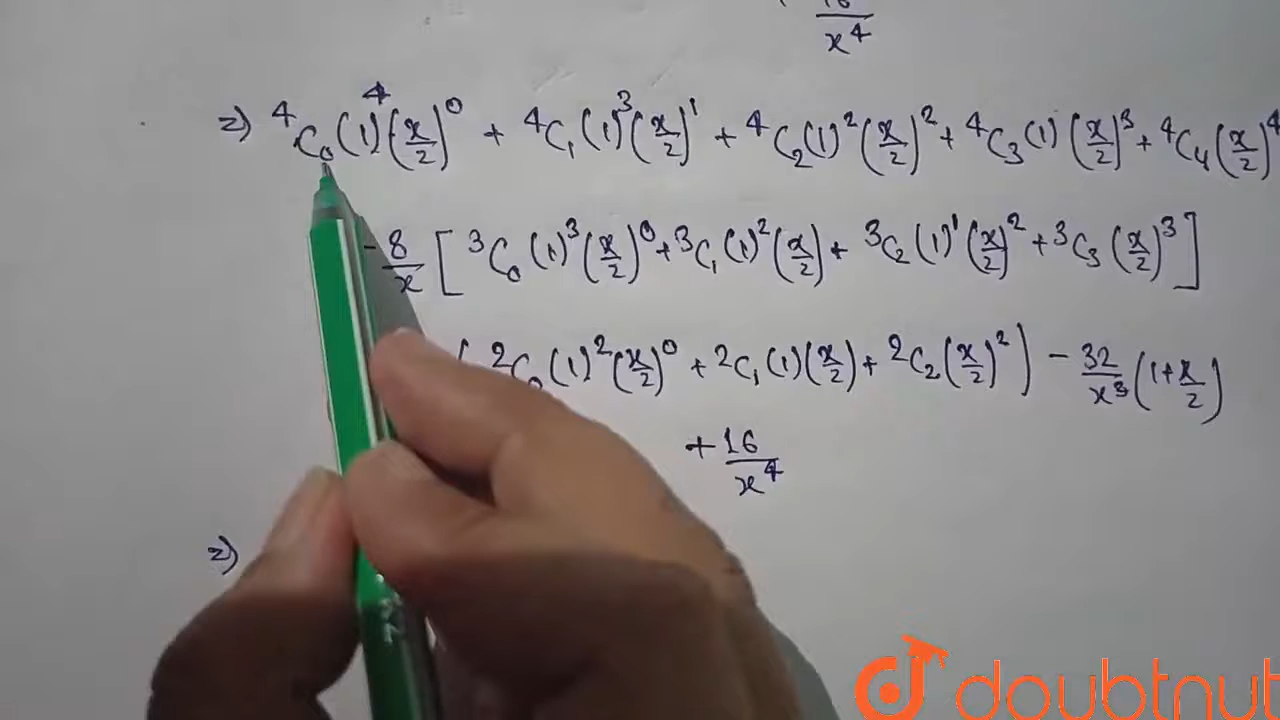 16/x⁴
⇒ ⁴C₀(1)⁴(x/2)⁰ + ⁴C₁(1)³(x/2)¹ + ⁴C₂(1)²(x/2)² + ⁴C₃(1)(x/2)³ + ⁴C₄(x/2)⁴
-8/x [³C₀(1)³(x/2)⁰ + ³C₁(1)²(x/2) + ³C₂(1)¹(x/2)² + ³C₃(x/2)³]
(²C₀(1)²(x/2)⁰ + ²C₁(1)(x/2) + ²C₂(x/2)²) - 32/x³(1+x/2)
+ 16/x⁴
⇒
doubtnut